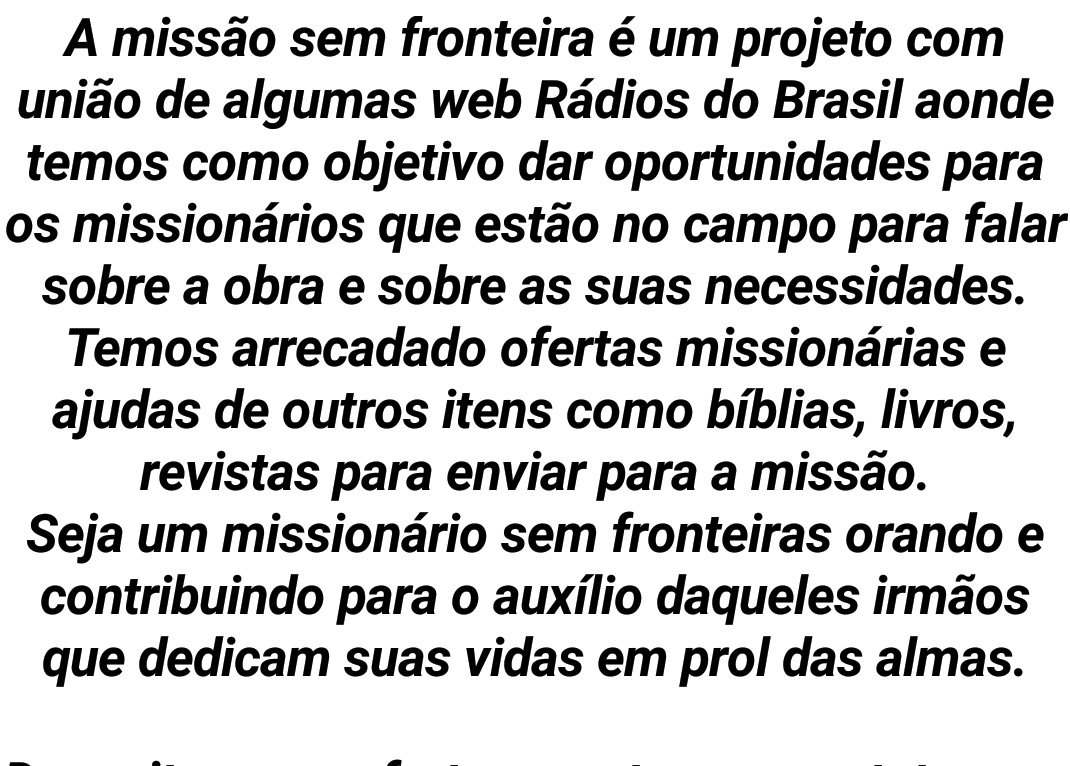 A missão sem fronteira é um projeto com
união de algumas web Rádios do Brasil aonde
temos como objetivo dar oportunidades para
os missionários que estão no campo para falar
sobre a obra e sobre as suas necessidades.
Temos arrecadado ofertas missionárias e
ajudas de outros itens como bíblias, livros,
revistas para enviar para a missão.
Seja um missionário sem fronteiras orando e
contribuindo para o auxílio daqueles irmãos
que dedicam suas vidas em prol das almas.